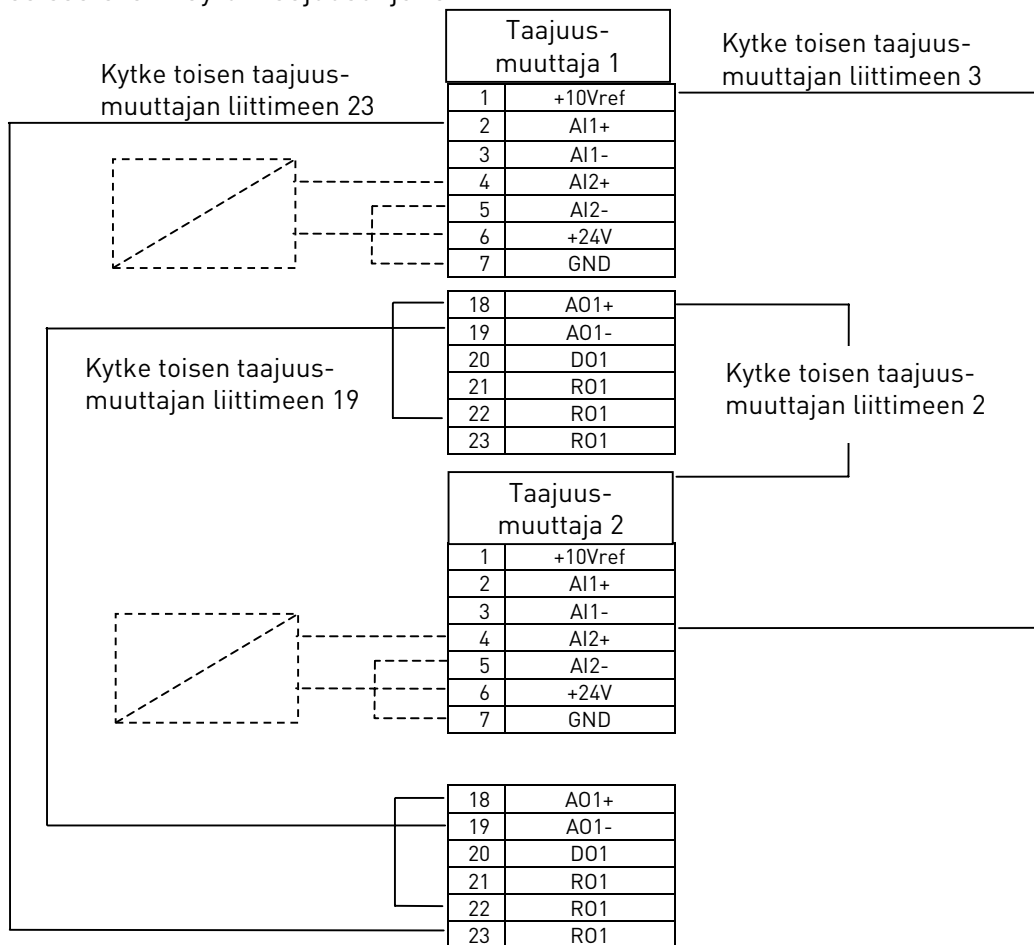 Taajuus-
muuttaja 1
Kytke toisen taajuus-
muuttajan liittimeen 3
Kytke toisen taajuus-
muuttajan liittimeen 23
1 +10Vref
2 AI1+
3 AI1-
4 AI2+
5 AI2-
6 +24V
7 GND
18 AO1+
19 AO1-
20 DO1
21 RO1
22 RO1
23 RO1
Kytke toisen taajuus-
muuttajan liittimeen 19
Kytke toisen taajuus-
muuttajan liittimeen 2
Taajuus-
muuttaja 2
1 +10Vref
2 AI1+
3 AI1-
4 AI2+
5 AI2-
6 +24V
7 GND
18 AO1+
19 AO1-
20 DO1
21 RO1
22 RO1
23 RO1